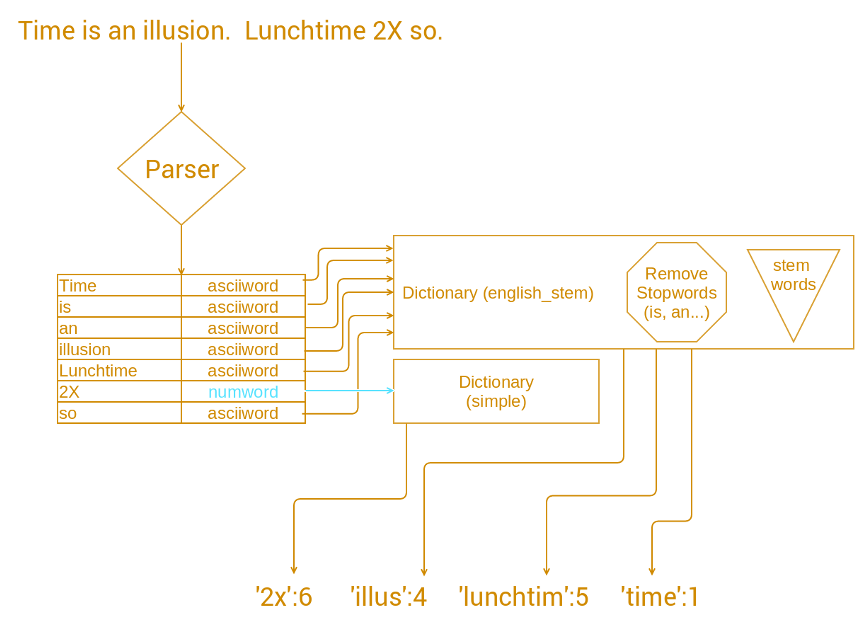 Time is an illusion.  Lunchtime 2X so.
Parser
Time asciiword
is asciiword
an asciiword
illusion asciiword
Lunchtime asciiword
2X numword
so asciiword
Dictionary (english_stem)
Remove
Stopwords
(is, an...)
stem
words
Dictionary
(simple)
'2x':6 'illus':4 'lunchtim':5 'time':1